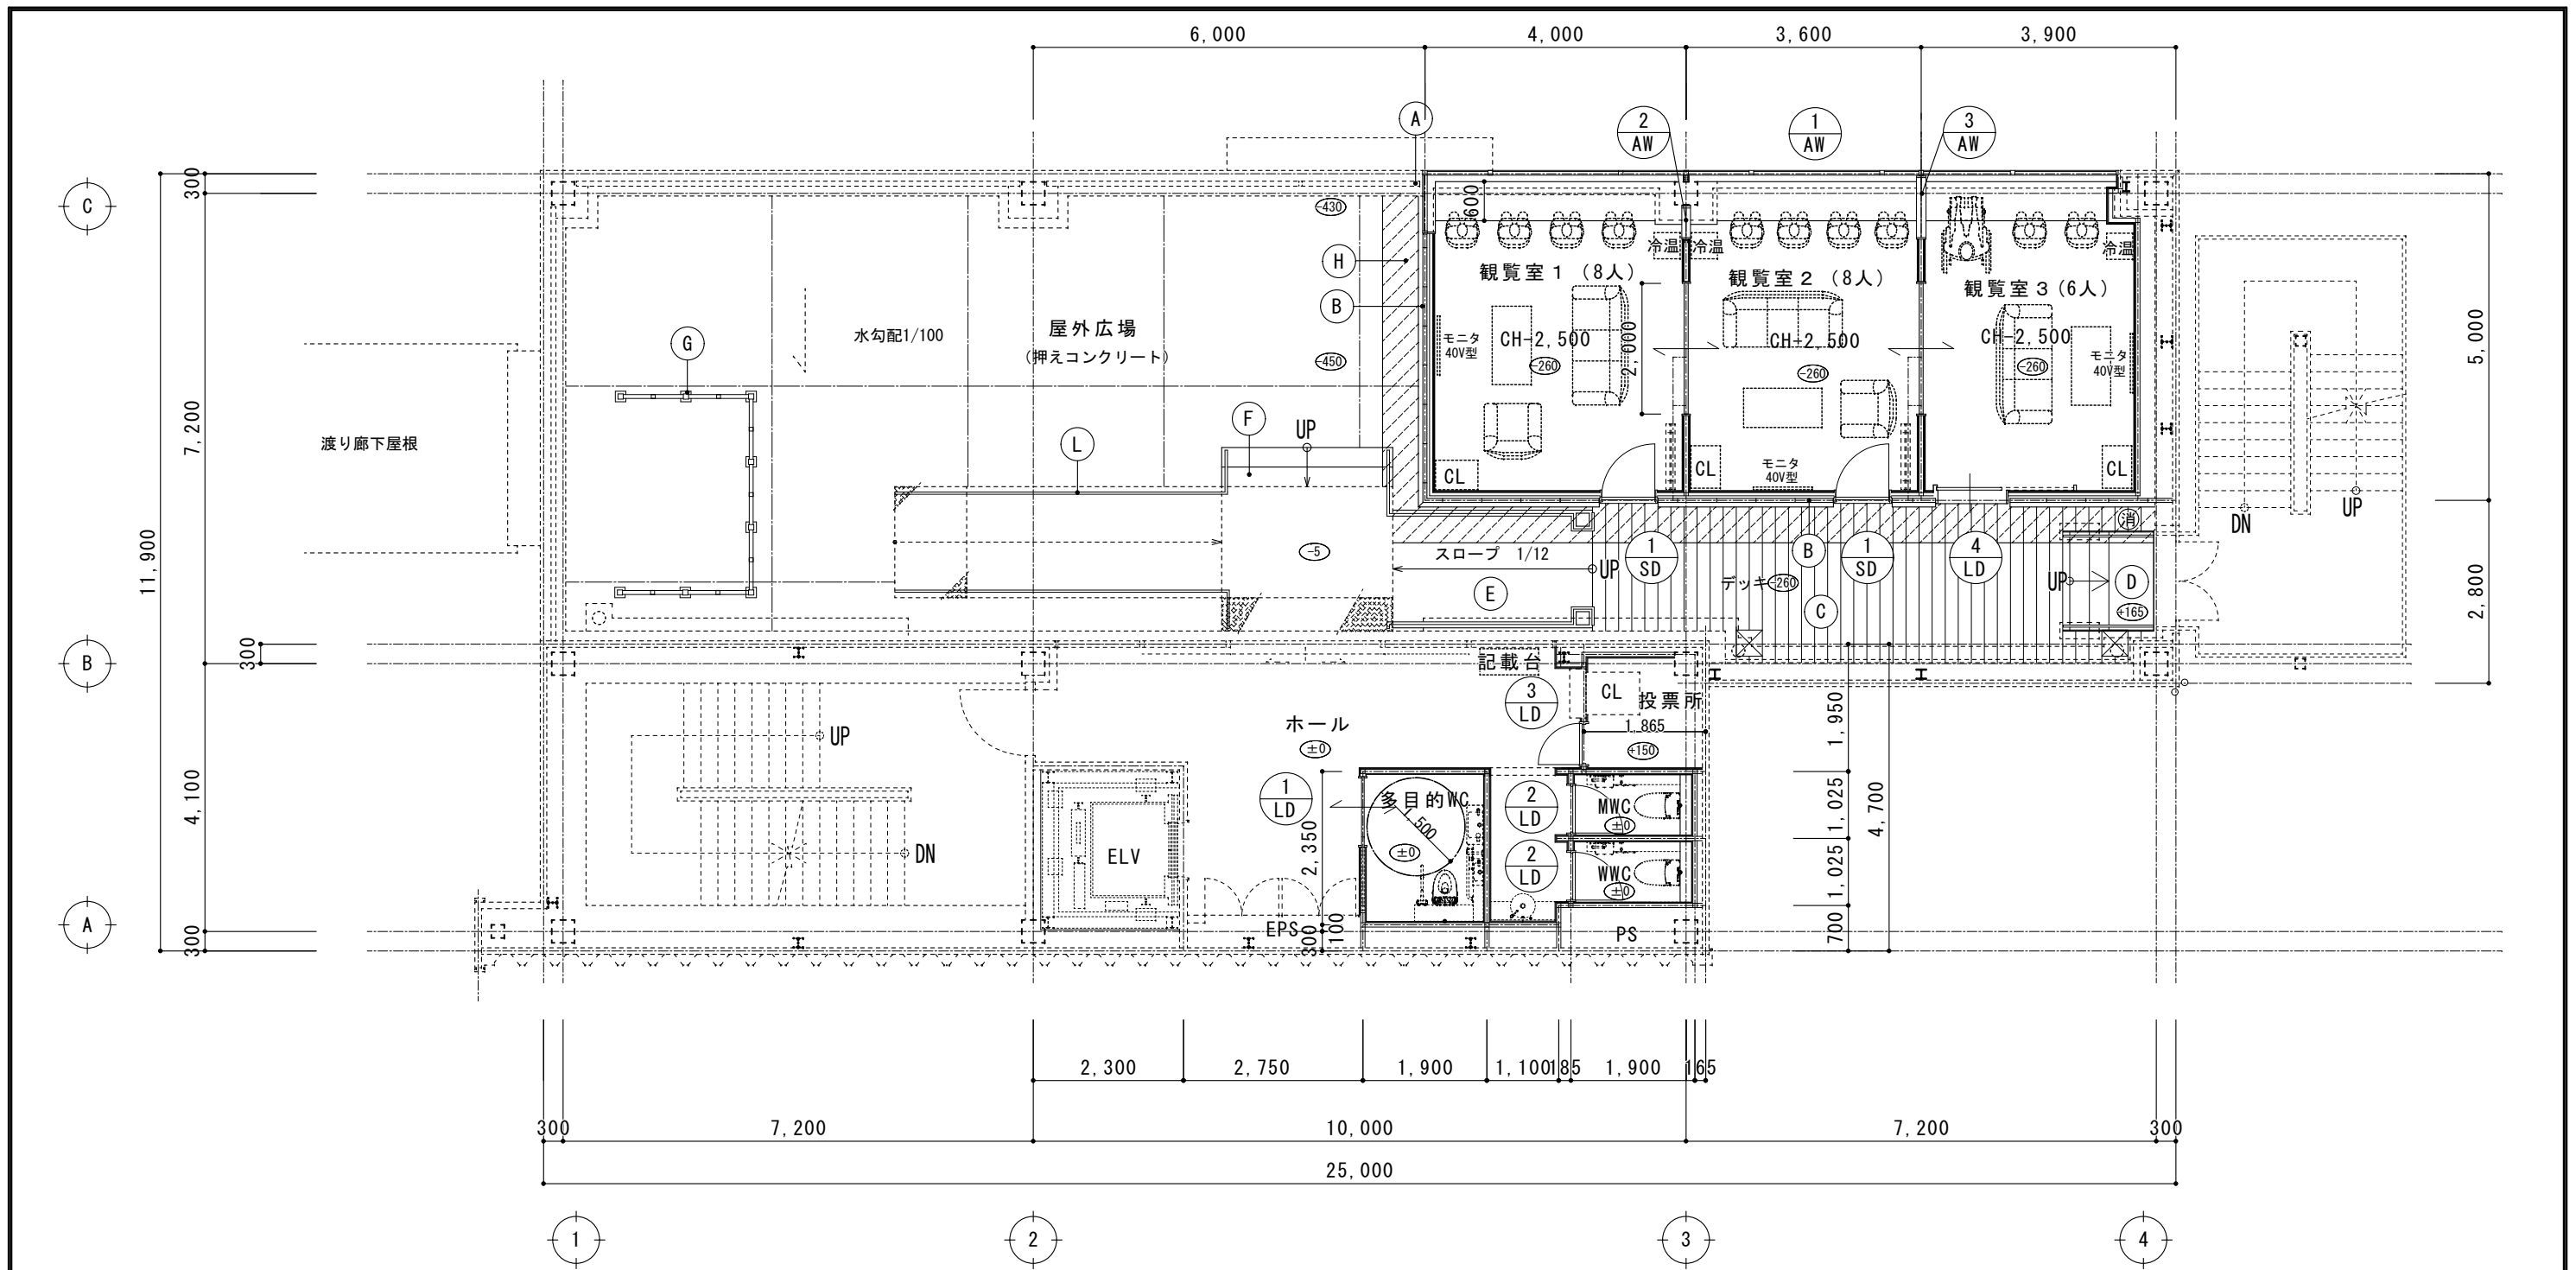 6,000
4,000
3,600
3,900
A
2
AW
1
AW
3
AW
C
300
-430
600
H
冷温
冷温
冷温
観覧室1 (8人)
観覧室2 (8人)
観覧室3(6人)
B
水勾配1/100
屋外広場
(押えコンクリート)
G
-450
モニタ
40V型
CH-2,500
-260
2,000
CH-2,500
-260
CH-2,500
-260
モニタ
40V型
5,000
7,200
渡り廊下屋根
L
F
UP
CL
CL
モニタ
40V型
CL
UP
DN
消
11,900
-5
スロープ 1/12
UP
E
1
SD
B
1
SD
4
LD
デッキ
-260
C
UP
D
+165
2,800
B
300
記載台
3
LD
CL
投票所
1,865
+150
1,950
ホール
±0
UP
4,100
1
LD
多目的WC
1,500
±0
2,350
2
LD
MWC
±0
1,025
4,700
DN
ELV
2
LD
WWC
±0
1,025
A
300
EPS
300
100
PS
700
2,300
2,750
1,900
1,100
185
1,900
165
300
7,200
10,000
7,200
300
25,000
1
2
3
4